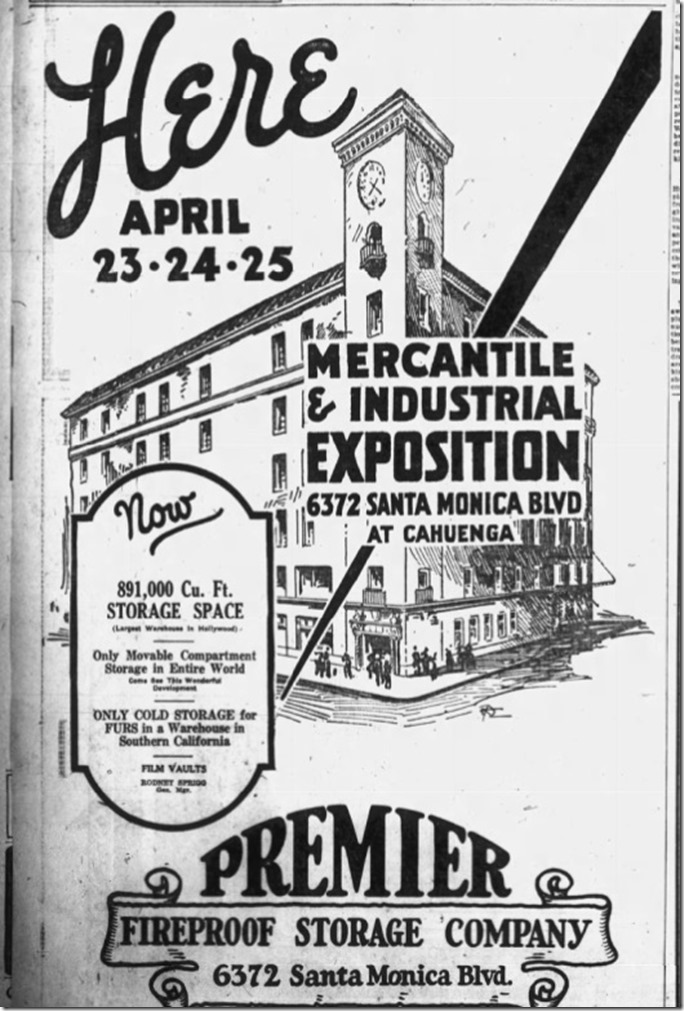 Here
APRIL
23·24·25
MERCANTILE
& INDUSTRIAL
EXPOSITION
6372 SANTA MONICA BLVD
AT CAHUENGA
Now
891,000 Cu. Ft.
STORAGE SPACE
(Largest Warehouse in Hollywood)
Only Movable Compartment
Storage in Entire World
Come See This Wonderful
Development
ONLY COLD STORAGE for
FURS in a Warehouse in
Southern California
FILM VAULTS
RODNEY SPRIGG
Gen. Mgr.
PREMIER
FIREPROOF STORAGE COMPANY
6372 Santa Monica Blvd.